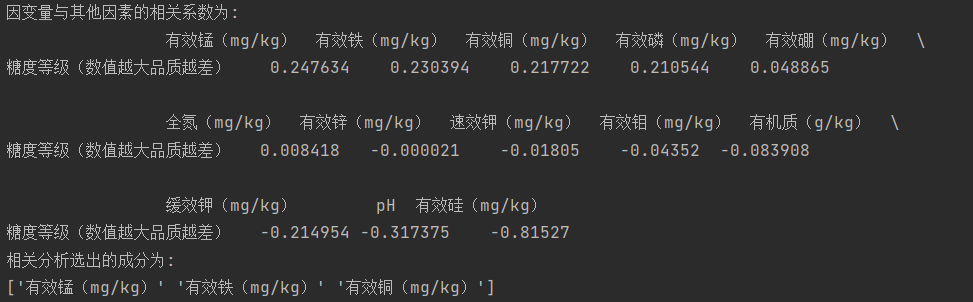 因变量与其他因素的相关系数为:
有效锰（mg/kg） 有效铁（mg/kg） 有效铜（mg/kg） 有效磷（mg/kg） 有效硼（mg/kg） \
糖度等级（数值越大品质越差） 0.247634 0.230394 0.217722 0.210544 0.048865
全氮（mg/kg） 有效锌（mg/kg） 速效钾（mg/kg） 有效钼（mg/kg） 有机质（g/kg） \
糖度等级（数值越大品质越差） 0.008418 -0.000021 -0.01805 -0.04352 -0.083908
缓效钾（mg/kg） pH 有效硅（mg/kg）
糖度等级（数值越大品质越差） -0.214954 -0.317375 -0.81527
相关分析选出的成分为:
['有效锰（mg/kg）' '有效铁（mg/kg）' '有效铜（mg/kg）']